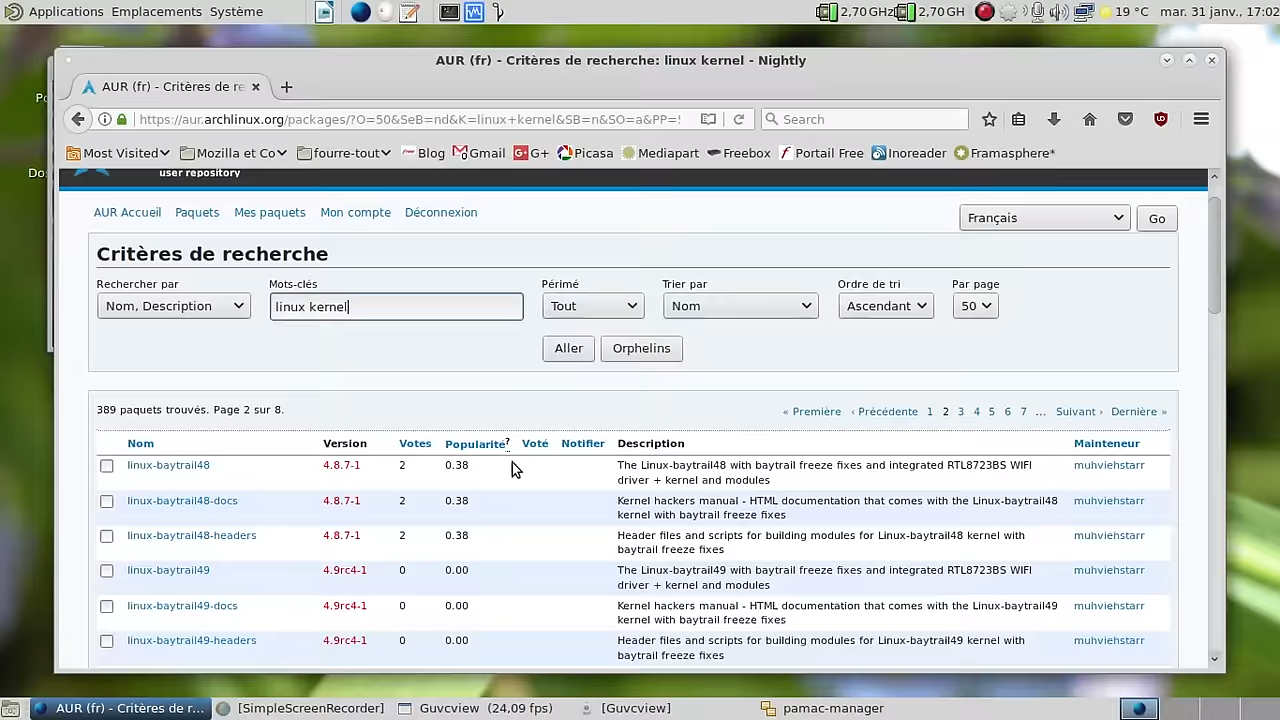 Applications Emplacements Système
2,70 GHz 2,70 GH 19 °C mar. 31 janv., 17:02
AUR (fr) - Critères de recherche: linux kernel - Nightly
AUR (fr) - Critères de re
https://aur.archlinux.org/packages/?O=50&SeB=nd&K=linux+kernel&SB=n&SO=a&PP=! Search
Most Visited Mozilla et Co fourre-tout Blog Gmail G+ Picasa Mediapart Freebox Portail Free Inoreader Framasphere*
user repository
AUR Accueil Paquets Mes paquets Mon compte Déconnexion
Français Go
Critères de recherche
Rechercher par Mots-clés Périmé Trier par Ordre de tri Par page
Nom, Description linux kernel Tout Nom Ascendant 50
Aller Orphelins
389 paquets trouvés. Page 2 sur 8.
« Première ‹ Précédente 1 2 3 4 5 6 7 ... Suivant › Dernière »
Nom Version Votes Popularité? Voté Notifier Description Mainteneur
linux-baytrail48 4.8.7-1 2 0.38 The Linux-baytrail48 with baytrail freeze fixes and integrated RTL8723BS WIFI muhviehstarr
driver + kernel and modules
linux-baytrail48-docs 4.8.7-1 2 0.38 Kernel hackers manual - HTML documentation that comes with the Linux-baytrail48 muhviehstarr
kernel with baytrail freeze fixes
linux-baytrail48-headers 4.8.7-1 2 0.38 Header files and scripts for building modules for Linux-baytrail48 kernel with muhviehstarr
baytrail freeze fixes
linux-baytrail49 4.9rc4-1 0 0.00 The Linux-baytrail49 with baytrail freeze fixes and integrated RTL8723BS WIFI muhviehstarr
driver + kernel and modules
linux-baytrail49-docs 4.9rc4-1 0 0.00 Kernel hackers manual - HTML documentation that comes with the Linux-baytrail49 muhviehstarr
kernel with baytrail freeze fixes
linux-baytrail49-headers 4.9rc4-1 0 0.00 Header files and scripts for building modules for Linux-baytrail49 kernel with muhviehstarr
baytrail freeze fixes
AUR (fr) - Critères de r... [SimpleScreenRecorder] Guvcview (24,09 fps) [Guvcview] pamac-manager